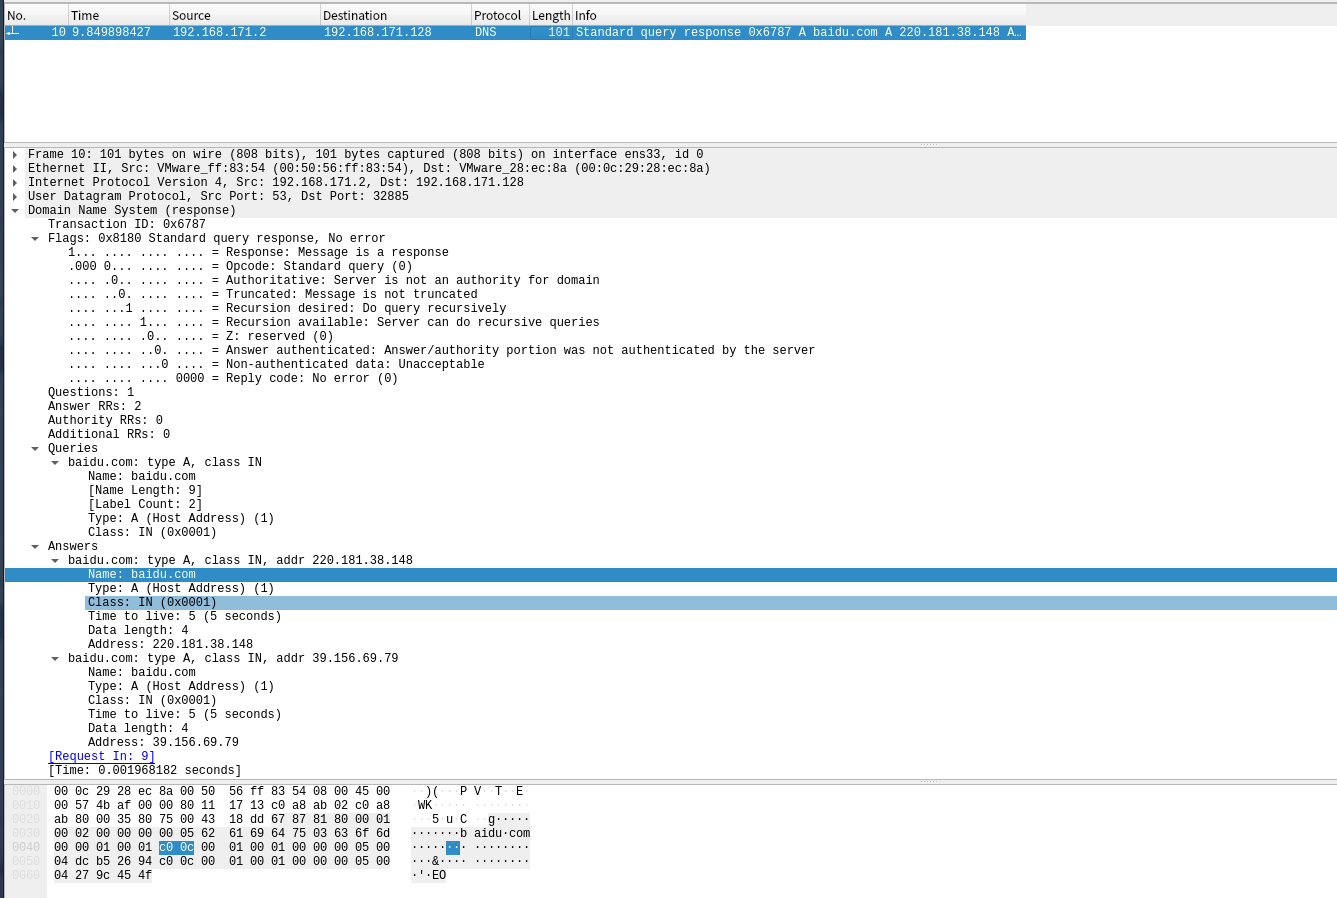 No. Time Source Destination Protocol Length Info
10 9.849898427 192.168.171.2 192.168.171.128 DNS 101 Standard query response 0x6787 A baidu.com A 220.181.38.148 A…
Frame 10: 101 bytes on wire (808 bits), 101 bytes captured (808 bits) on interface ens33, id 0
Ethernet II, Src: VMware_ff:83:54 (00:50:56:ff:83:54), Dst: VMware_28:ec:8a (00:0c:29:28:ec:8a)
Internet Protocol Version 4, Src: 192.168.171.2, Dst: 192.168.171.128
User Datagram Protocol, Src Port: 53, Dst Port: 32885
Domain Name System (response)
Transaction ID: 0x6787
Flags: 0x8180 Standard query response, No error
1... .... .... .... = Response: Message is a response
.000 0... .... .... = Opcode: Standard query (0)
.... .0.. .... .... = Authoritative: Server is not an authority for domain
.... ..0. .... .... = Truncated: Message is not truncated
.... ...1 .... .... = Recursion desired: Do query recursively
.... .... 1... .... = Recursion available: Server can do recursive queries
.... .... .0.. .... = Z: reserved (0)
.... .... ..0. .... = Answer authenticated: Answer/authority portion was not authenticated by the server
.... .... ...0 .... = Non-authenticated data: Unacceptable
.... .... .... 0000 = Reply code: No error (0)
Questions: 1
Answer RRs: 2
Authority RRs: 0
Additional RRs: 0
Queries
baidu.com: type A, class IN
Name: baidu.com
[Name Length: 9]
[Label Count: 2]
Type: A (Host Address) (1)
Class: IN (0x0001)
Answers
baidu.com: type A, class IN, addr 220.181.38.148
Name: baidu.com
Type: A (Host Address) (1)
Class: IN (0x0001)
Time to live: 5 (5 seconds)
Data length: 4
Address: 220.181.38.148
baidu.com: type A, class IN, addr 39.156.69.79
Name: baidu.com
Type: A (Host Address) (1)
Class: IN (0x0001)
Time to live: 5 (5 seconds)
Data length: 4
Address: 39.156.69.79
[Request In: 9]
[Time: 0.001968182 seconds]
0000 00 0c 29 28 ec 8a 00 50 56 ff 83 54 08 00 45 00 ··)(···P V··T··E·
0010 00 57 4b af 00 00 80 11 17 13 c0 a8 ab 02 c0 a8 ·WK····· ········
0020 ab 80 00 35 80 75 00 43 18 dd 67 87 81 80 00 01 ···5·u·C ··g·····
0030 00 02 00 00 00 00 05 62 61 69 64 75 03 63 6f 6d ·······b aidu·com
0040 00 00 01 00 01 c0 0c 00 01 00 01 00 00 00 05 00 ········ ········
0050 04 dc b5 26 94 c0 0c 00 01 00 01 00 00 00 05 00 ···&···· ········
0060 04 27 9c 45 4f ·'·EO